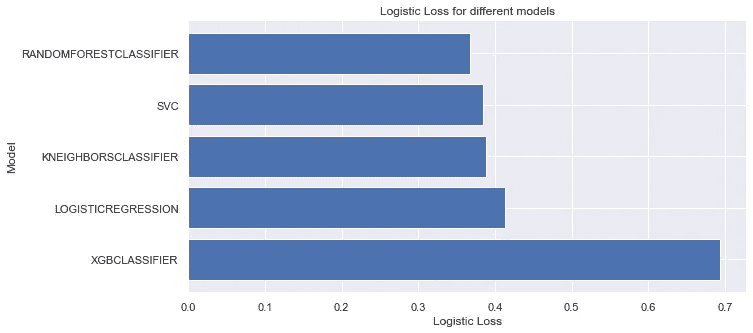 Logistic Loss for different models
RANDOMFORESTCLASSIFIER
SVC
KNEIGHBORSCLASSIFIER
LOGISTICREGRESSION
XGBCLASSIFIER
Model
0.0 0.1 0.2 0.3 0.4 0.5 0.6 0.7
Logistic Loss